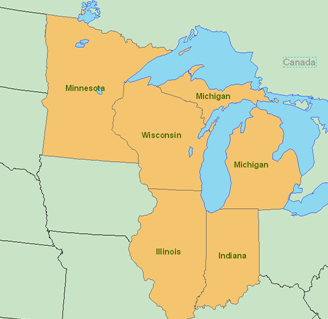 Canada
Minnesota
Michigan
Wisconsin
Michigan
Illinois
Indiana